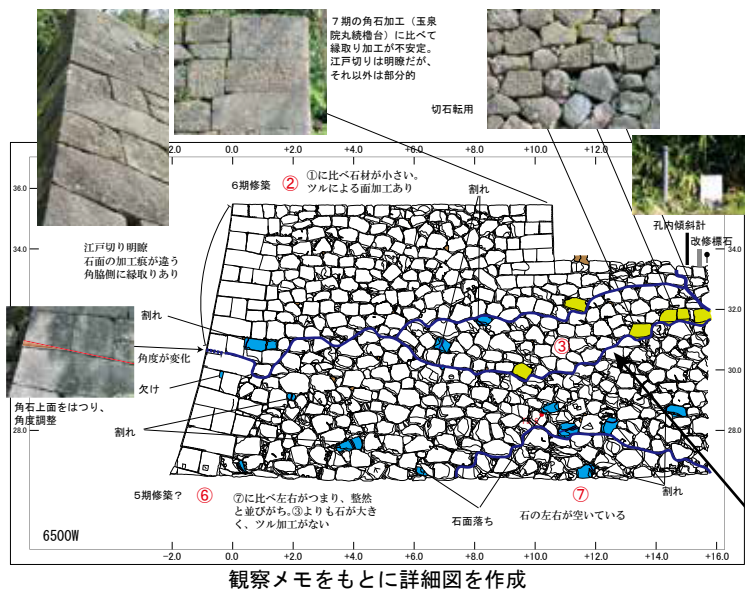 7期の角石加工（玉泉
院丸続櫓台）に比べて
縁取り加工が不安定。
江戸切りは明瞭だが、
それ以外は部分的
切石転用
−2.0 0.0 +2.0 +4.0 +6.0 +8.0 +10.0 +12.0 +14.0
36.0
34.0
28.0
6期修築 ②
①に比べ石材が小さい。
ツルによる面加工あり
割れ
孔内傾斜計
改修標石
34.0
32.0
30.0
28.0
江戸切り明瞭
石面の加工痕が違う
角脇側に縁取りあり
割れ
角度が変化
欠け
角石上面をはつり、
角度調整
割れ
③
5期修築？ ⑥
⑦に比べ左右がつまり、整然
と並びがち。③よりも石が大き
く、ツル加工がない
石面落ち
⑦
石の左右が空いている
割れ
6500W
−2.0 0.0 +2.0 +4.0 +6.0 +8.0 +10.0 +12.0 +14.0 +16.0
観察メモをもとに詳細図を作成